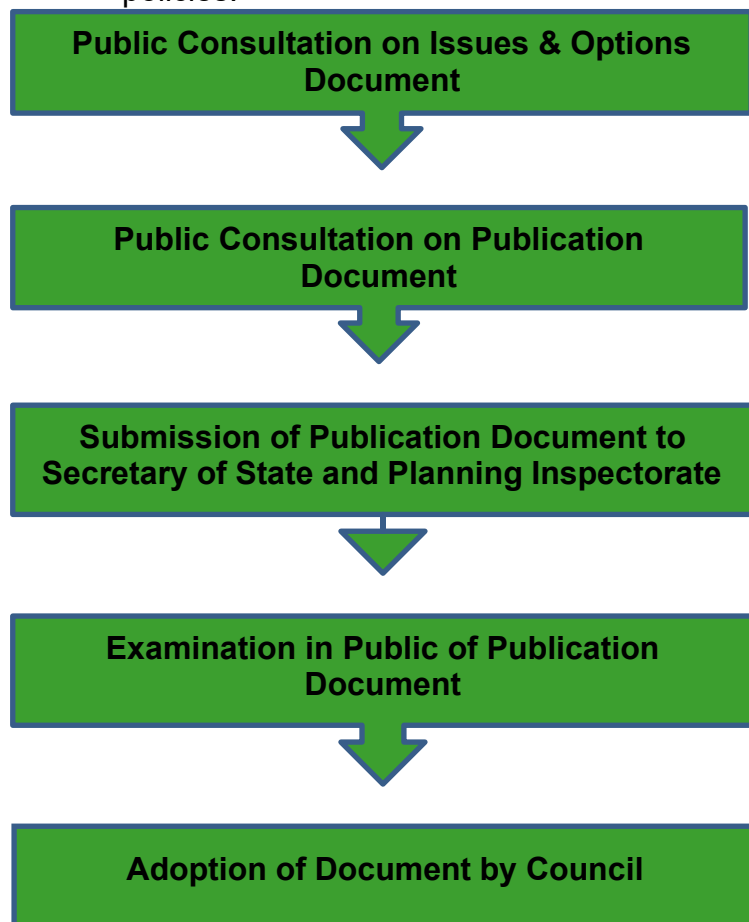 policies.
Public Consultation on Issues & Options
Document
Public Consultation on Publication
Document
Submission of Publication Document to
Secretary of State and Planning Inspectorate
Examination in Public of Publication
Document
Adoption of Document by Council